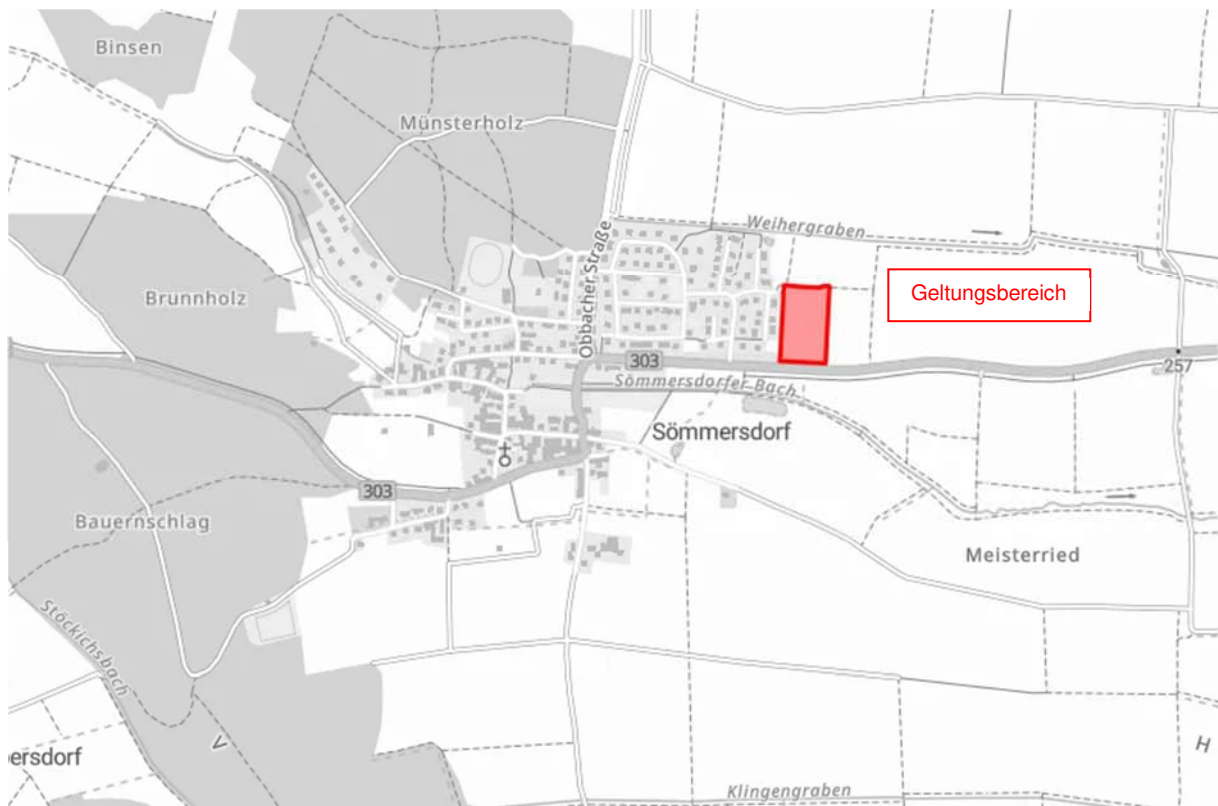 Binsen
Münsterholz
Weihergraben
Obbacher Straße
Brunnholz
Geltungsbereich
303
257
Sömmersdorfer Bach
Sömmersdorf
303
Bauernschlag
Meisterried
Stöckichsbach
V
H
ersdorf
Klingengraben